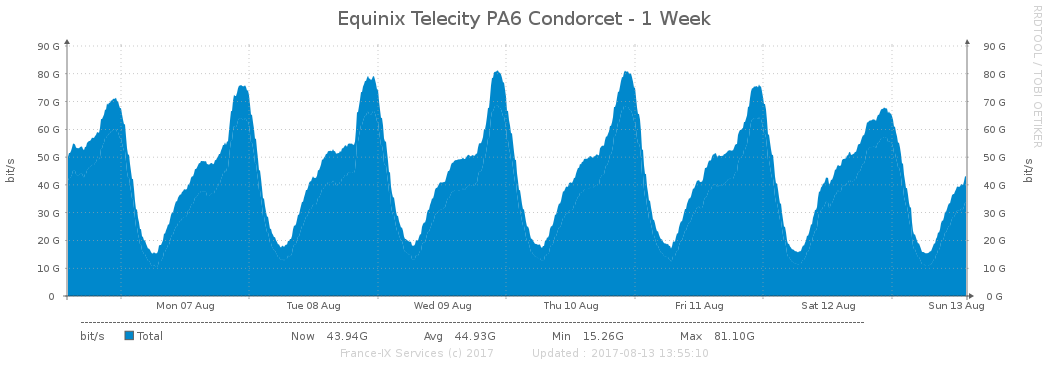 Equinix Telecity PA6 Condorcet - 1 Week
RRDTOOL / TOBI OETIKER
90 G 90 G
80 G 80 G
70 G 70 G
60 G 60 G
50 G 50 G
40 G 40 G
30 G 30 G
20 G 20 G
10 G 10 G
0 0 G
bit/s bit/s
Mon 07 Aug Tue 08 Aug Wed 09 Aug Thu 10 Aug Fri 11 Aug Sat 12 Aug Sun 13 Aug
bit/s Total Now 43.94G Avg 44.93G Min 15.26G Max 81.10G
France-IX Services (c) 2017 Updated : 2017-08-13 13:55:10